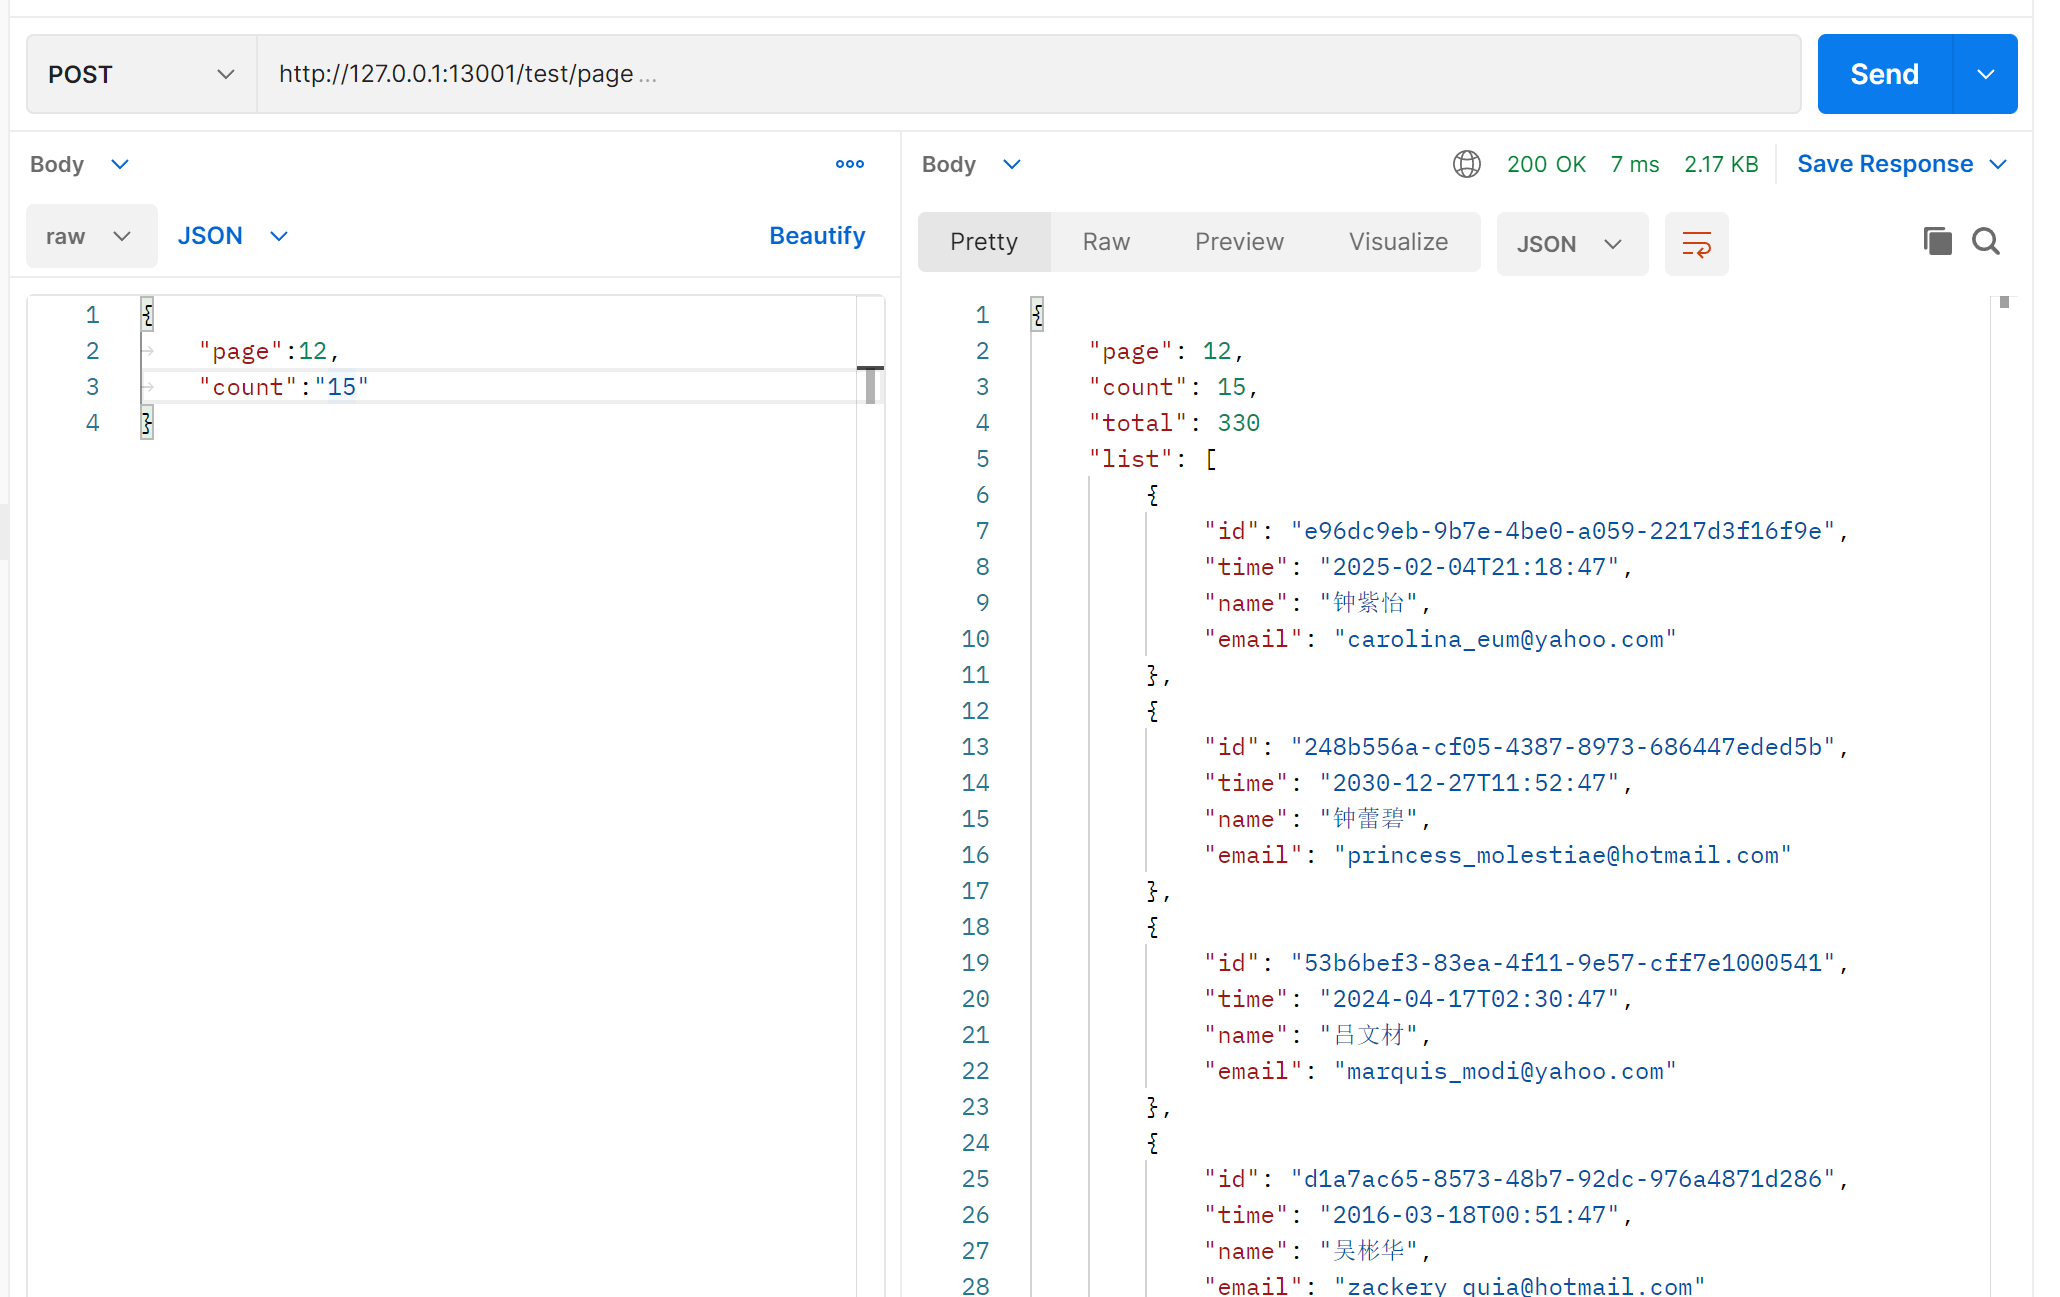 POST http://127.0.0.1:13001/test/page ... Send
Body
raw JSON Beautify
1 {
2 "page":12,
3 "count":"15"
4 }
Body 200 OK 7 ms 2.17 KB Save Response
Pretty Raw Preview Visualize JSON
1 {
2 "page": 12,
3 "count": 15,
4 "total": 330
5 "list": [
6 {
7 "id": "e96dc9eb-9b7e-4be0-a059-2217d3f16f9e",
8 "time": "2025-02-04T21:18:47",
9 "name": "钟紫怡",
10 "email": "carolina_eum@yahoo.com"
11 },
12 {
13 "id": "248b556a-cf05-4387-8973-686447eded5b",
14 "time": "2030-12-27T11:52:47",
15 "name": "钟蕾碧",
16 "email": "princess_molestiae@hotmail.com"
17 },
18 {
19 "id": "53b6bef3-83ea-4f11-9e57-cff7e1000541",
20 "time": "2024-04-17T02:30:47",
21 "name": "吕文材",
22 "email": "marquis_modi@yahoo.com"
23 },
24 {
25 "id": "d1a7ac65-8573-48b7-92dc-976a4871d286",
26 "time": "2016-03-18T00:51:47",
27 "name": "吴彬华",
28 "email": "zackery_quia@hotmail.com"